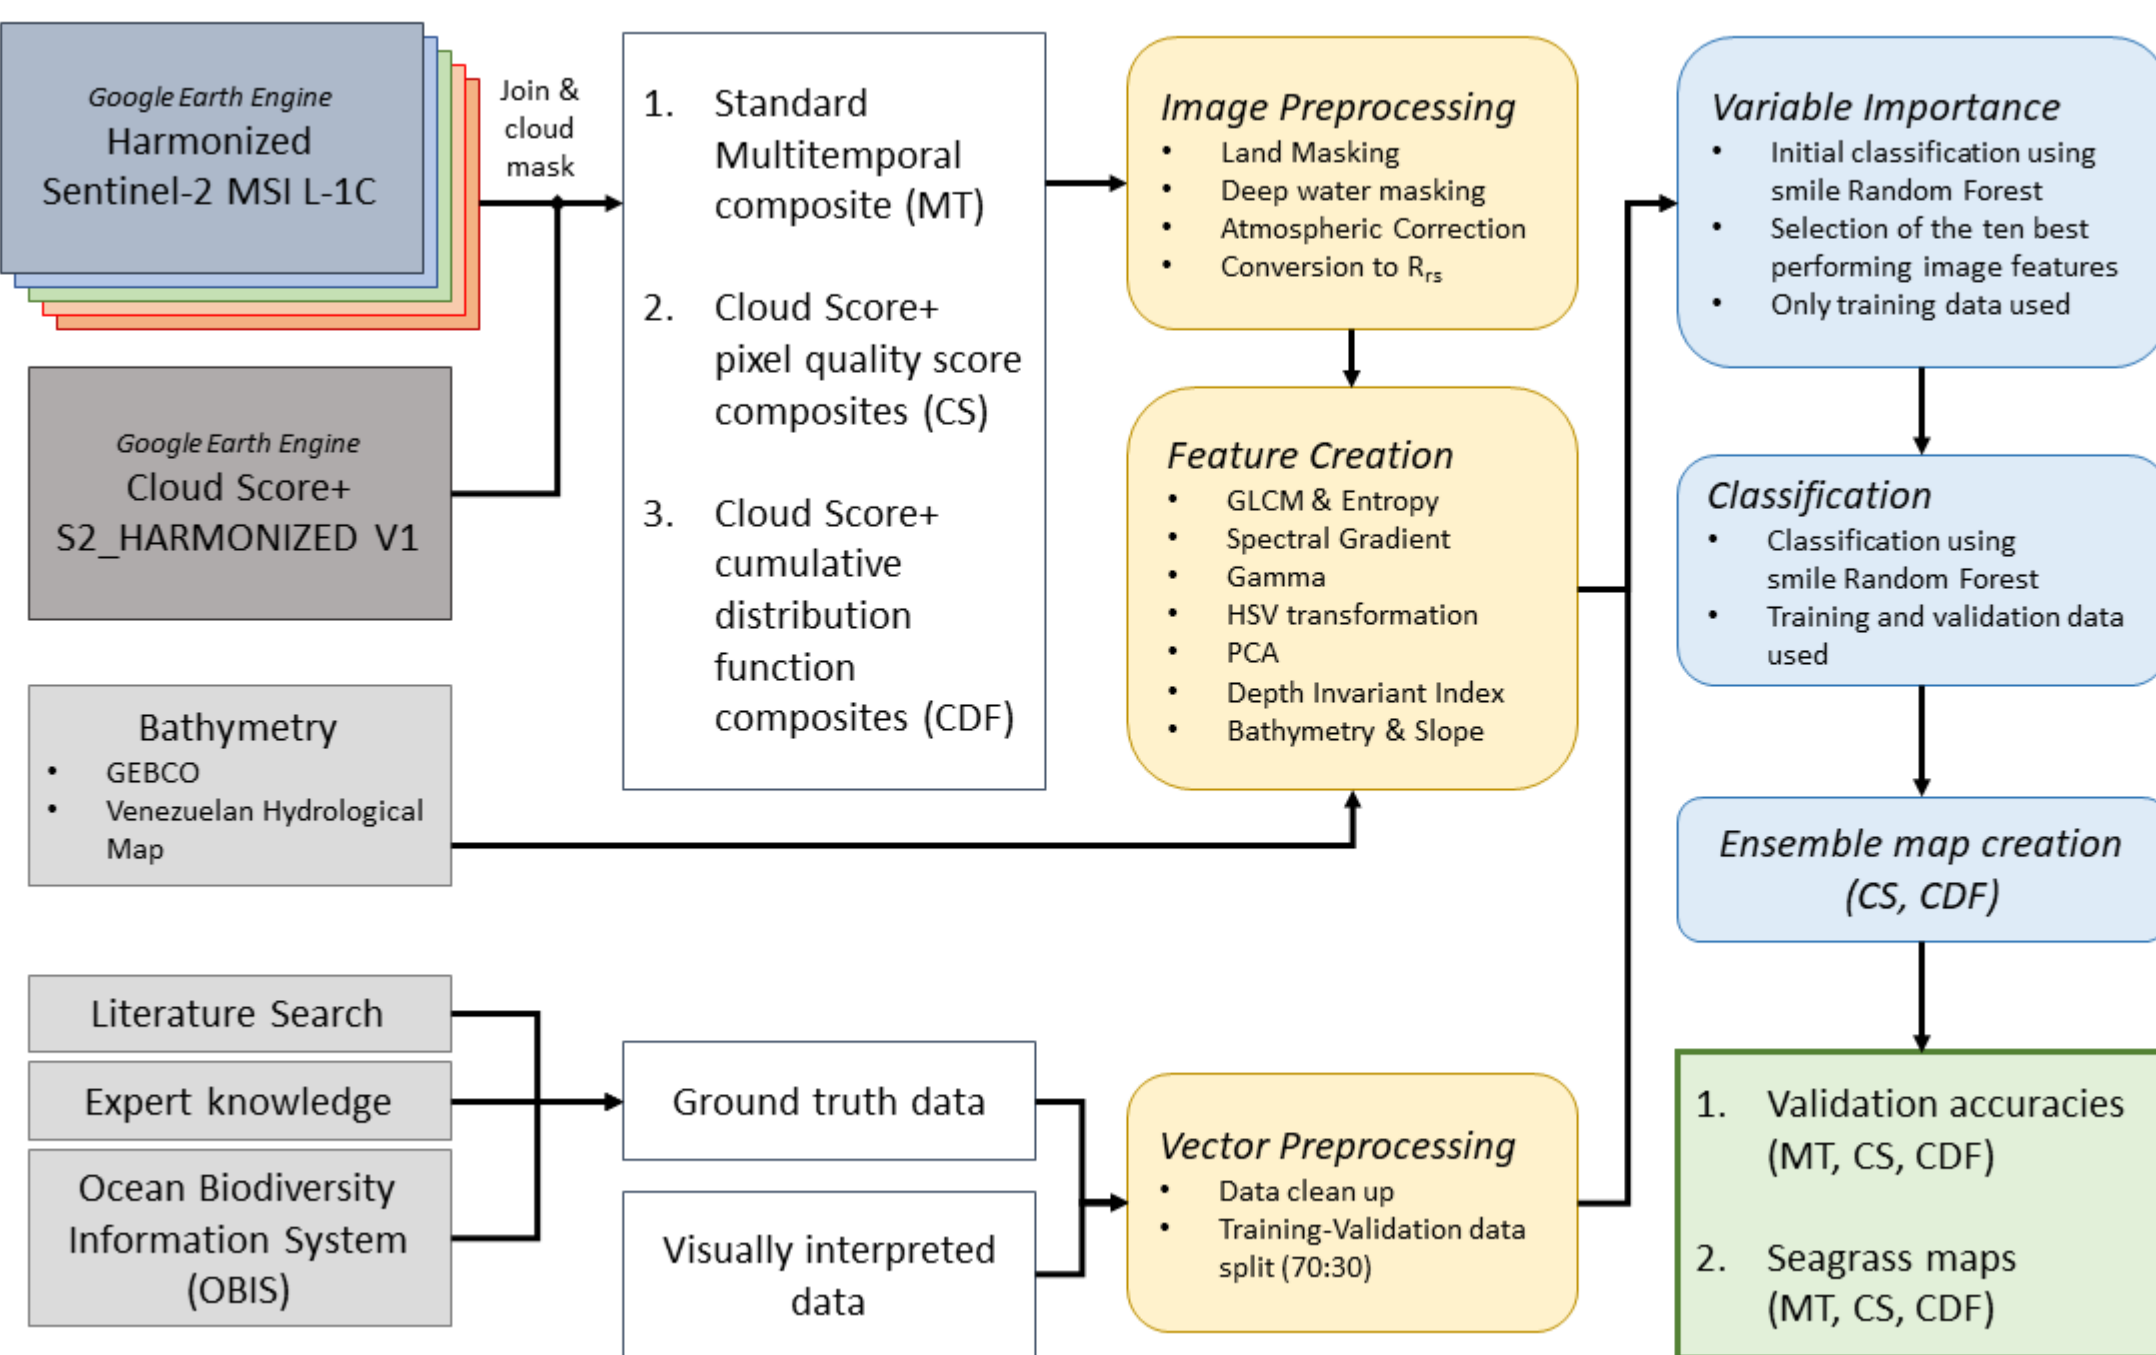 Google Earth Engine
Harmonized
Sentinel-2 MSI L-1C
Join &
cloud
mask
Google Earth Engine
Cloud Score+
S2_HARMONIZED V1
Bathymetry
• GEBCO
• Venezuelan Hydrological
Map
Literature Search
Expert knowledge
Ocean Biodiversity
Information System
(OBIS)
1. Standard
Multitemporal
composite (MT)
2. Cloud Score+
pixel quality score
composites (CS)
3. Cloud Score+
cumulative
distribution
function
composites (CDF)
Ground truth data
Visually interpreted
data
Image Preprocessing
• Land Masking
• Deep water masking
• Atmospheric Correction
• Conversion to Rrs
Feature Creation
• GLCM & Entropy
• Spectral Gradient
• Gamma
• HSV transformation
• PCA
• Depth Invariant Index
• Bathymetry & Slope
Vector Preprocessing
• Data clean up
• Training-Validation data
split (70:30)
Variable Importance
• Initial classification using
smile Random Forest
• Selection of the ten best
performing image features
• Only training data used
Classification
• Classification using
smile Random Forest
• Training and validation data
used
Ensemble map creation
(CS, CDF)
1. Validation accuracies
(MT, CS, CDF)
2. Seagrass maps
(MT, CS, CDF)